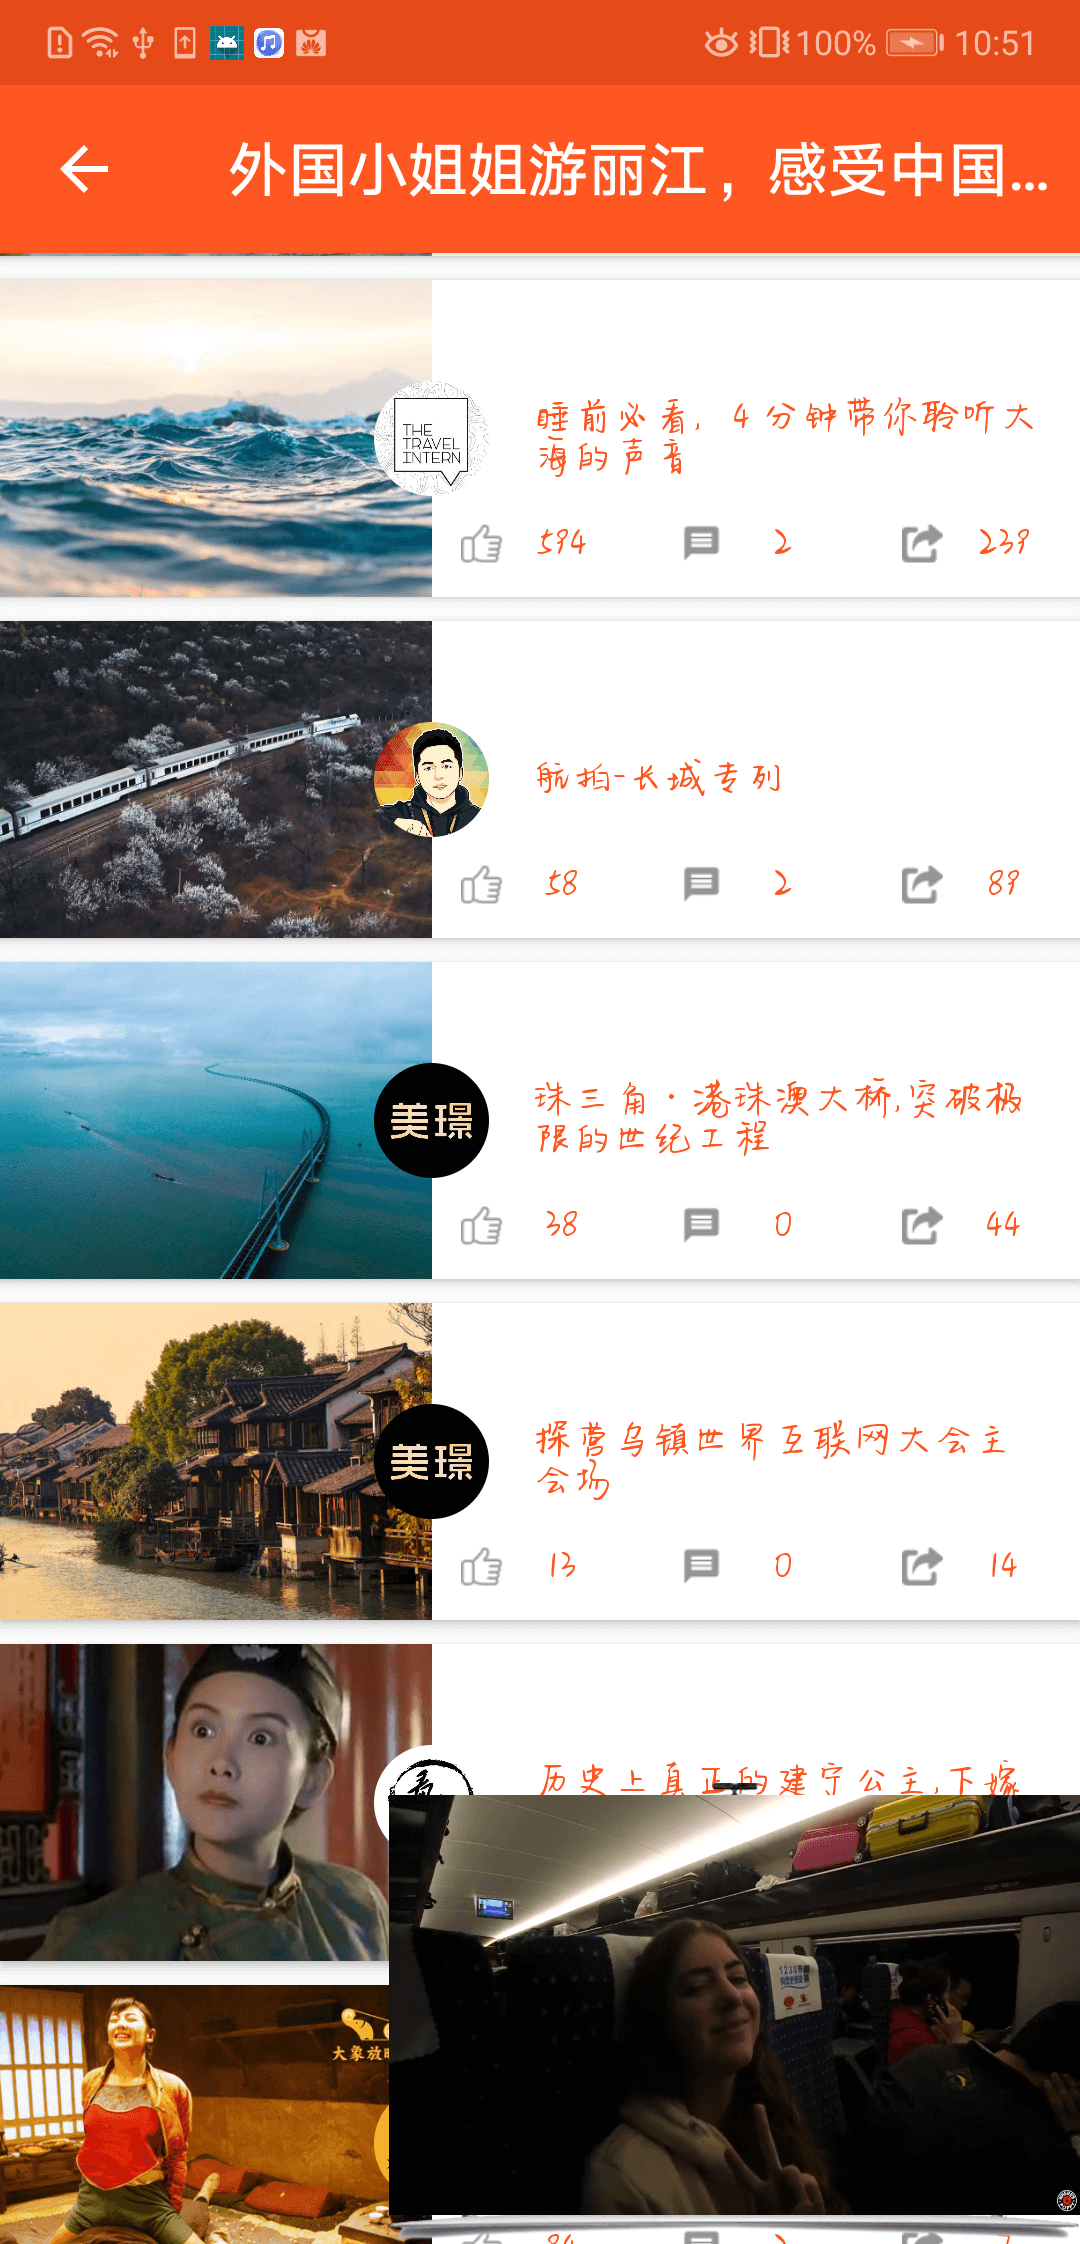 100% 10:51
外国小姐姐游丽江，感受中国...
THE
TRAVEL
INTERN
睡前必看, 4 分钟带你聆听大
海的声音
594 2 239
航拍-长城专列
58 2 89
美璟
珠三角·港珠澳大桥,突破极
限的世纪工程
38 0 44
美璟
探营乌镇世界互联网大会主
会场
13 0 14
历史上真正的建宁公主,下嫁
大象放